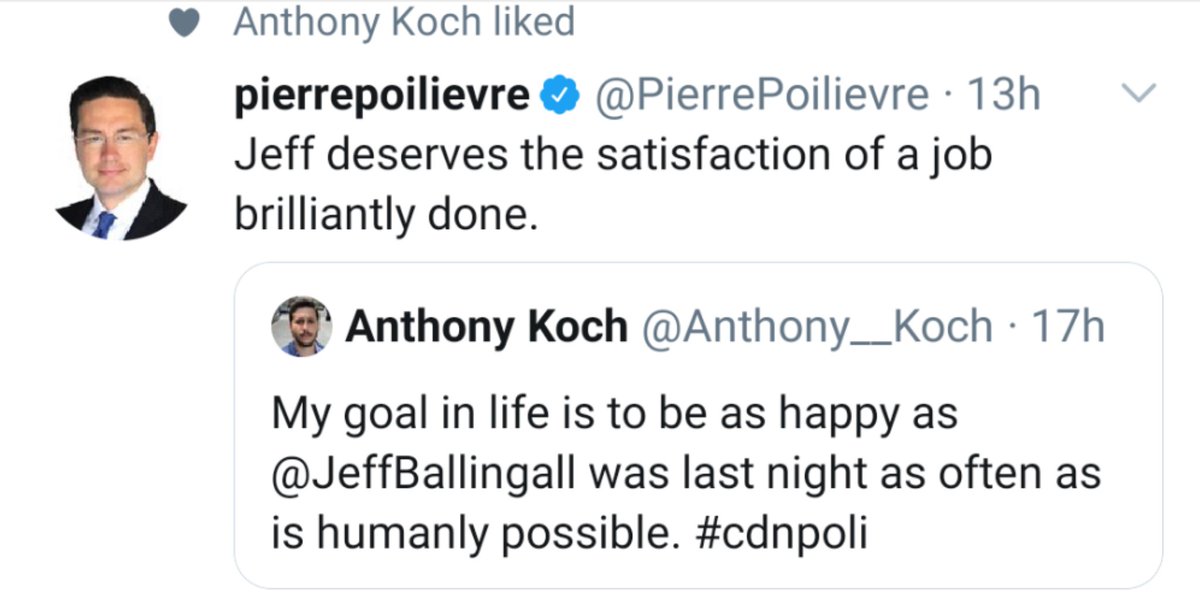 Anthony Koch liked
pierrepoilievre @PierrePoilievre · 13h
Jeff deserves the satisfaction of a job
brilliantly done.
Anthony Koch @Anthony__Koch · 17h
My goal in life is to be as happy as
@JeffBallingall was last night as often as
is humanly possible. #cdnpoli